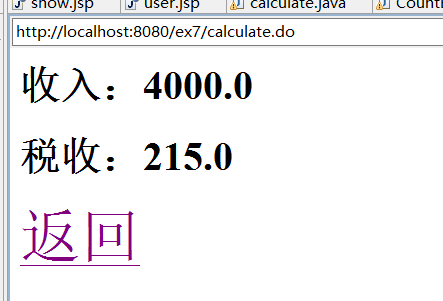 show.jsp user.jsp calculate.java Count
http://localhost:8080/ex7/calculate.do
收入：4000.0
税收：215.0
返回